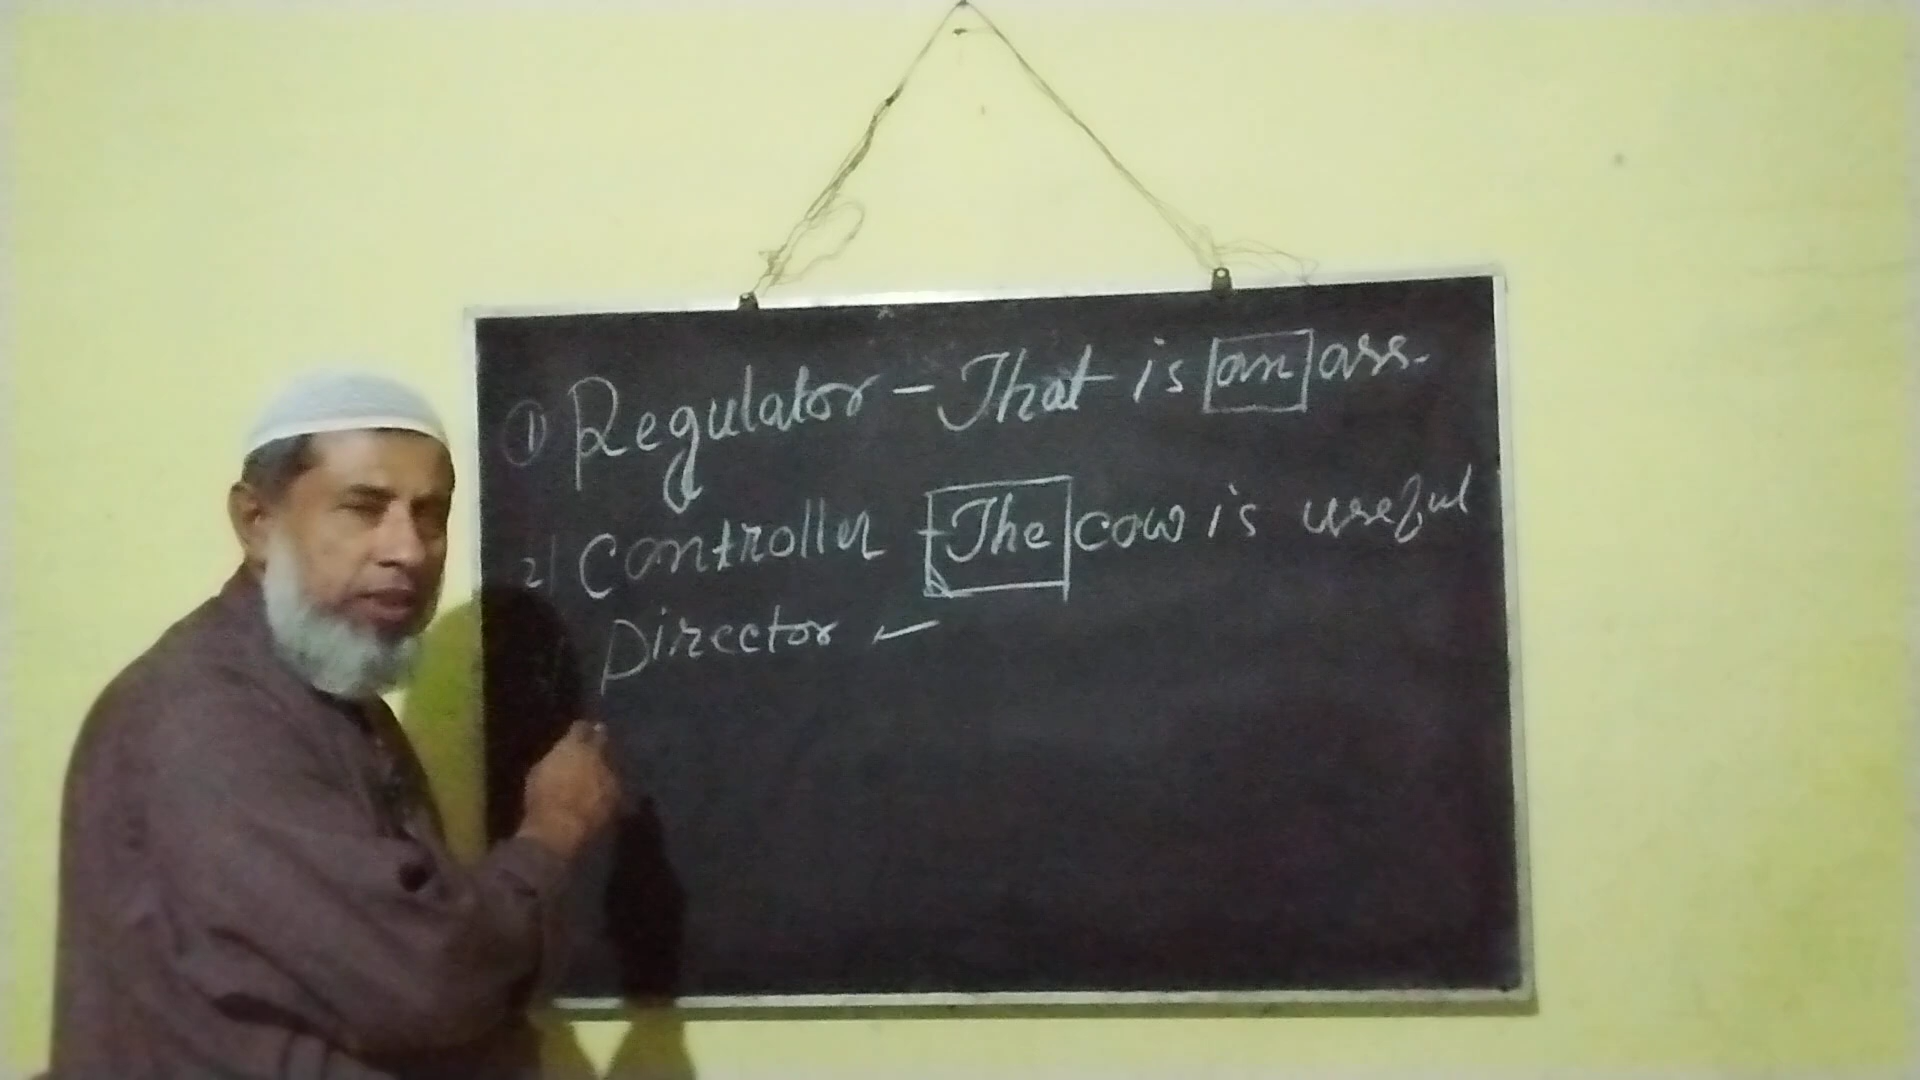 ① Regulator - That is an ass.
2) Controller - The cow is useful
Director -